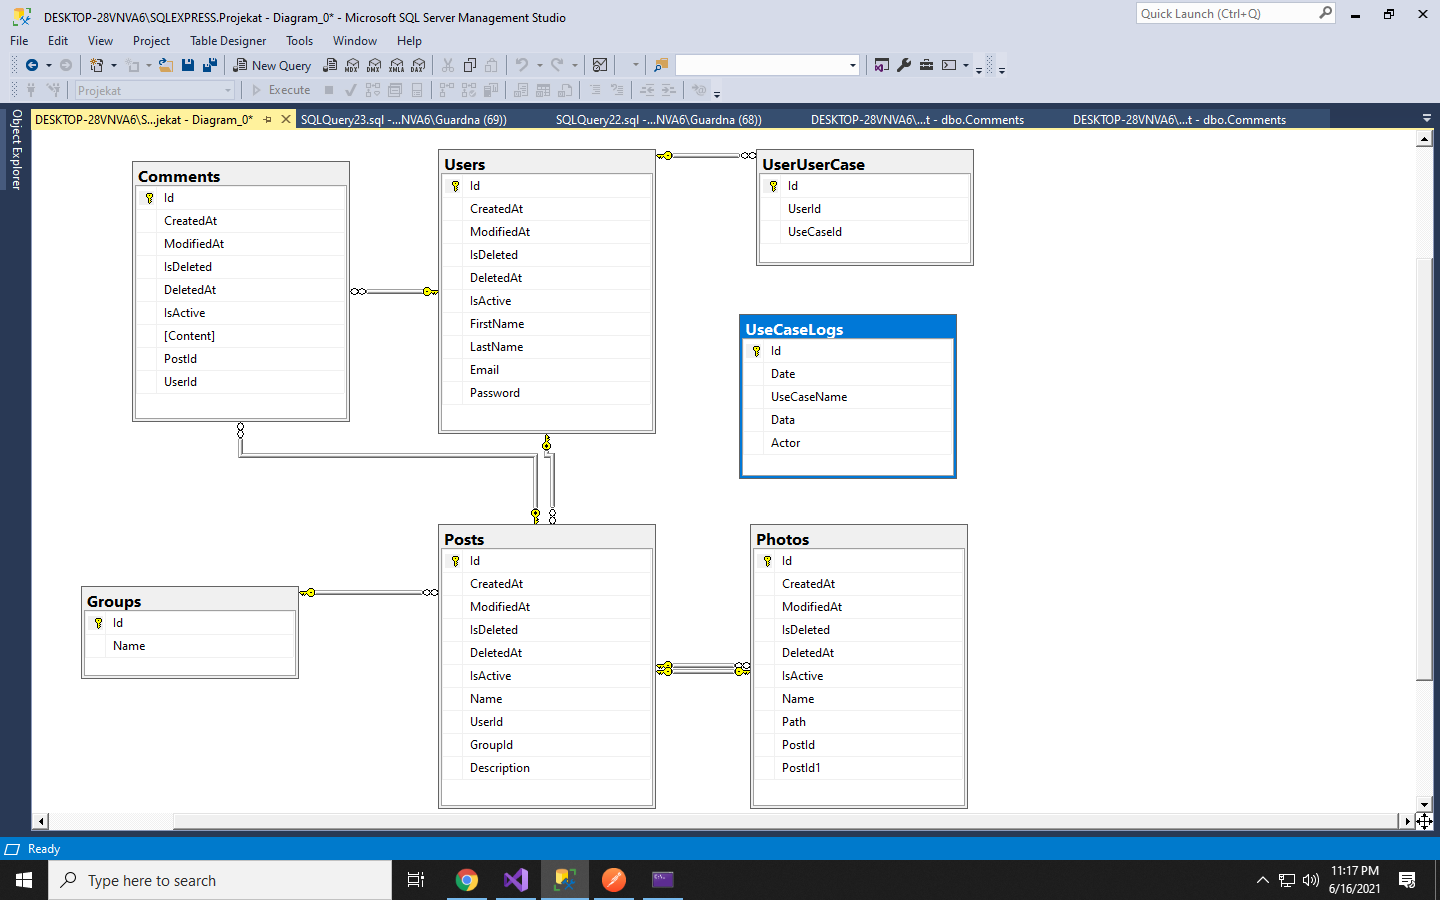 DESKTOP-28VNVA6\SQLEXPRESS.Projekat - Diagram_0* - Microsoft SQL Server Management Studio
Quick Launch (Ctrl+Q)
File Edit View Project Table Designer Tools Window Help
New Query MDX DMX XMLA DAX
Projekat Execute
Object Explorer
DESKTOP-28VNVA6\S...jekat - Diagram_0* SQLQuery23.sql -...NVA6\Guardna (69)) SQLQuery22.sql -...NVA6\Guardna (68)) DESKTOP-28VNVA6\...t - dbo.Comments DESKTOP-28VNVA6\...t - dbo.Comments
Comments
Id
CreatedAt
ModifiedAt
IsDeleted
DeletedAt
IsActive
[Content]
PostId
UserId
Users
Id
CreatedAt
ModifiedAt
IsDeleted
DeletedAt
IsActive
FirstName
LastName
Email
Password
UserUserCase
Id
UserId
UseCaseId
UseCaseLogs
Id
Date
UseCaseName
Data
Actor
Groups
Id
Name
Posts
Id
CreatedAt
ModifiedAt
IsDeleted
DeletedAt
IsActive
Name
UserId
GroupId
Description
Photos
Id
CreatedAt
ModifiedAt
IsDeleted
DeletedAt
IsActive
Name
Path
PostId
PostId1
Ready
Type here to search
11:17 PM
6/16/2021